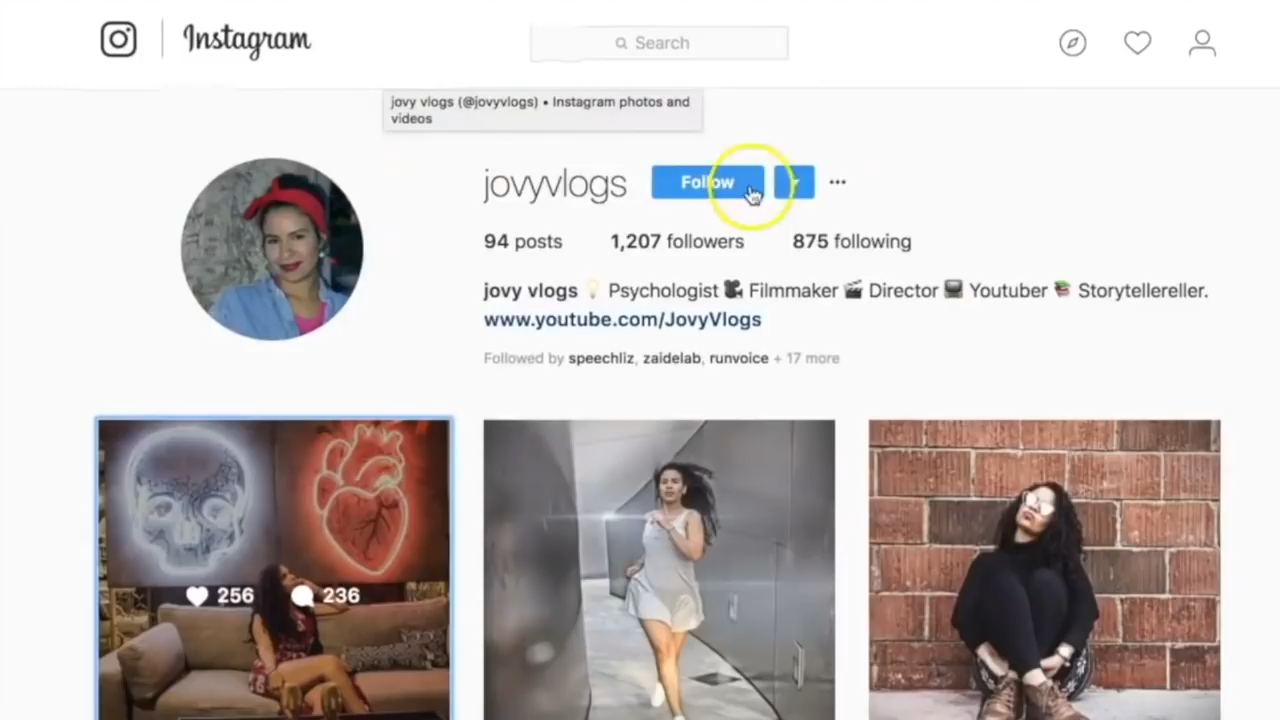 Instagram
Search
jovy vlogs (@jovyvlogs) • Instagram photos and
videos
jovyvlogs Follow
94 posts 1,207 followers 875 following
jovy vlogs 💡 Psychologist 🎥 Filmmaker 🎬 Director 📺 Youtuber 📚 Storytellereller.
www.youtube.com/JovyVlogs
Followed by speechliz, zaidelab, runvoice + 17 more
256 236